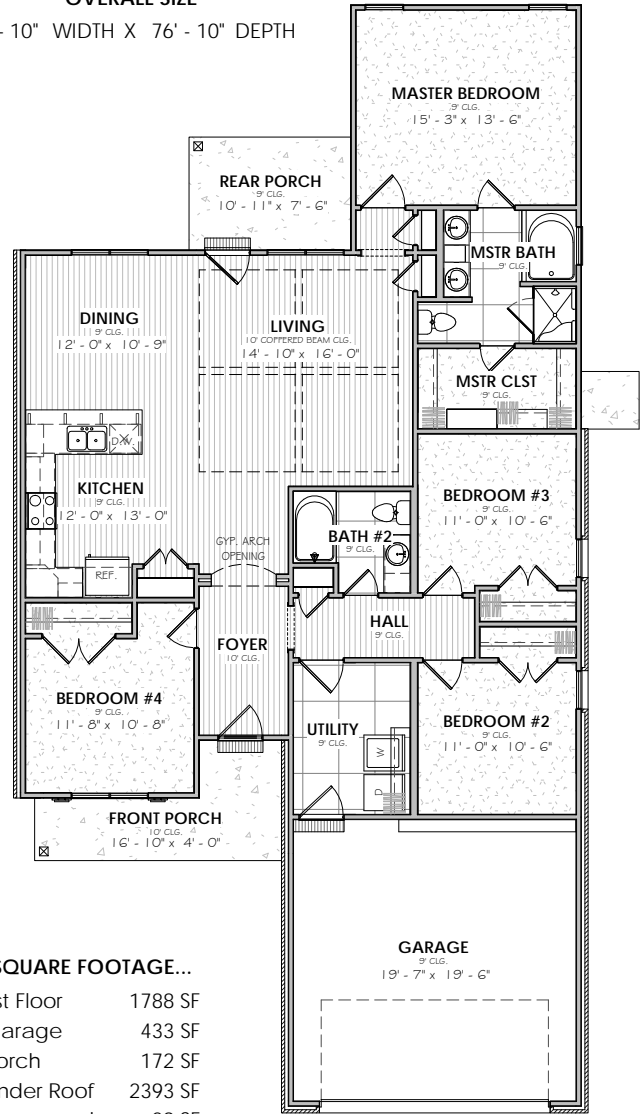 OVERALL SIZE
- 10" WIDTH X 76' - 10" DEPTH
MASTER BEDROOM
9' CLG.
15' - 3" x 13' - 6"
REAR PORCH
9' CLG.
10' - 11" x 7' - 6"
MSTR BATH
9' CLG.
DINING
9' CLG.
12' - 0" x 10' - 9"
LIVING
10' COFFERED BEAM CLG.
14' - 10" x 16' - 0"
MSTR CLST
9' CLG.
D.W.
KITCHEN
9' CLG.
12' - 0" x 13' - 0"
REF.
BEDROOM #3
9' CLG.
11' - 0" x 10' - 6"
BATH #2
9' CLG.
GYP. ARCH
OPENING
HALL
9' CLG.
FOYER
10' CLG.
BEDROOM #4
9' CLG.
11' - 8" x 10' - 8"
UTILITY
9' CLG.
W
D
BEDROOM #2
9' CLG.
11' - 0" x 10' - 6"
FRONT PORCH
10' CLG.
16' - 10" x 4' - 0"
GARAGE
9' CLG.
19' - 7" x 19' - 6"
SQUARE FOOTAGE...
st Floor 1788 SF
arage 433 SF
orch 172 SF
nder Roof 2393 SF